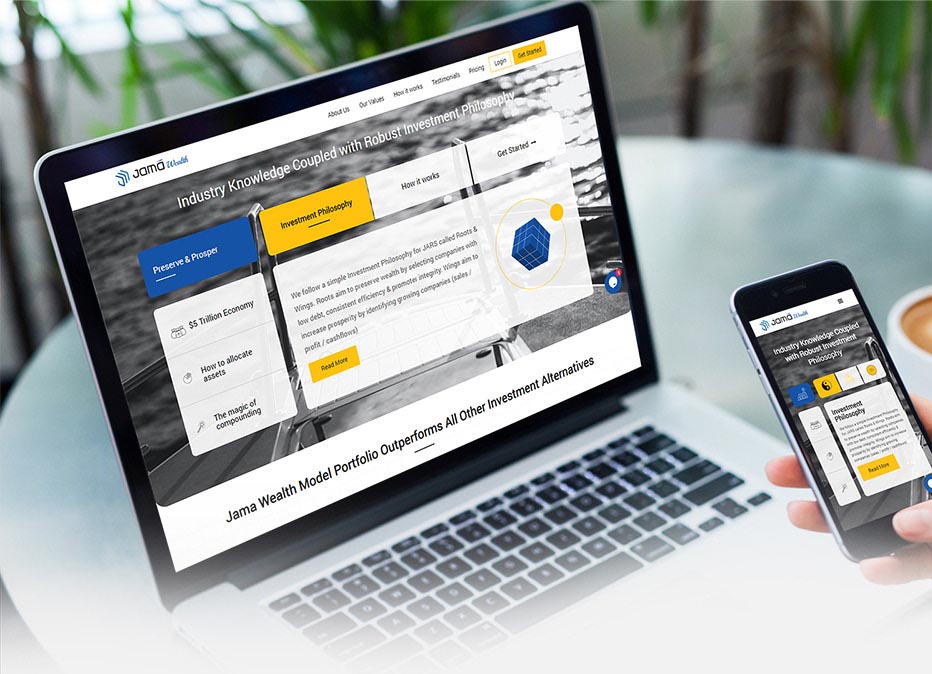 About Us
Our Values
How it works
Testimonials
Pricing
Login
Get Started
Jama Wealth
Industry Knowledge Coupled with Robust Investment Philosophy
Preserve & Prosper
Investment Philosophy
How it works
Get Started
$5 Trillion Economy
How to allocate
assets
The magic of
compounding
We follow a simple Investment Philosophy for JARS called Roots &
Wings. Roots aim to preserve wealth by selecting companies with
low debt, consistent efficiency & promoter integrity. Wings aim to
increase prosperity by identifying growing companies (sales /
profit / cashflows)
Read More
Jama Wealth Model Portfolio Outperforms All Other Investment Alternatives
Jama Wealth
Industry Knowledge Coupled
with Robust Investment
Philosophy
Investment
Philosophy
We follow a simple Investment Philosophy
for JARS called Roots & Wings. Roots aim
to preserve wealth by selecting companies
with low debt, consistent efficiency &
promoter integrity. Wings aim to increase
prosperity by identifying growing
companies (sales / profit / cashflows)
Read More